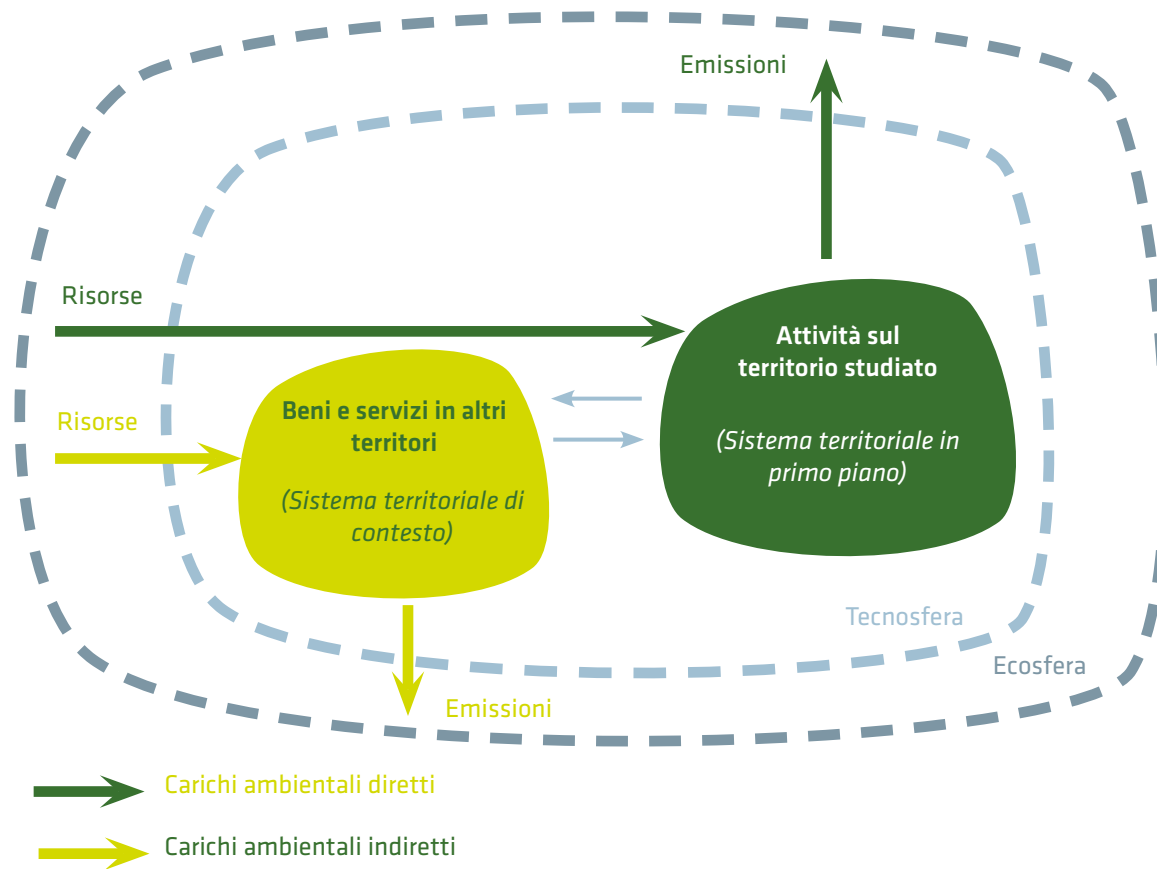 Emissioni
Risorse
Attività sul
territorio studiato
(Sistema territoriale in
primo piano)
Risorse
Beni e servizi in altri
territori
(Sistema territoriale di
contesto)
Tecnosfera
Ecosfera
Emissioni
Carichi ambientali diretti
Carichi ambientali indiretti